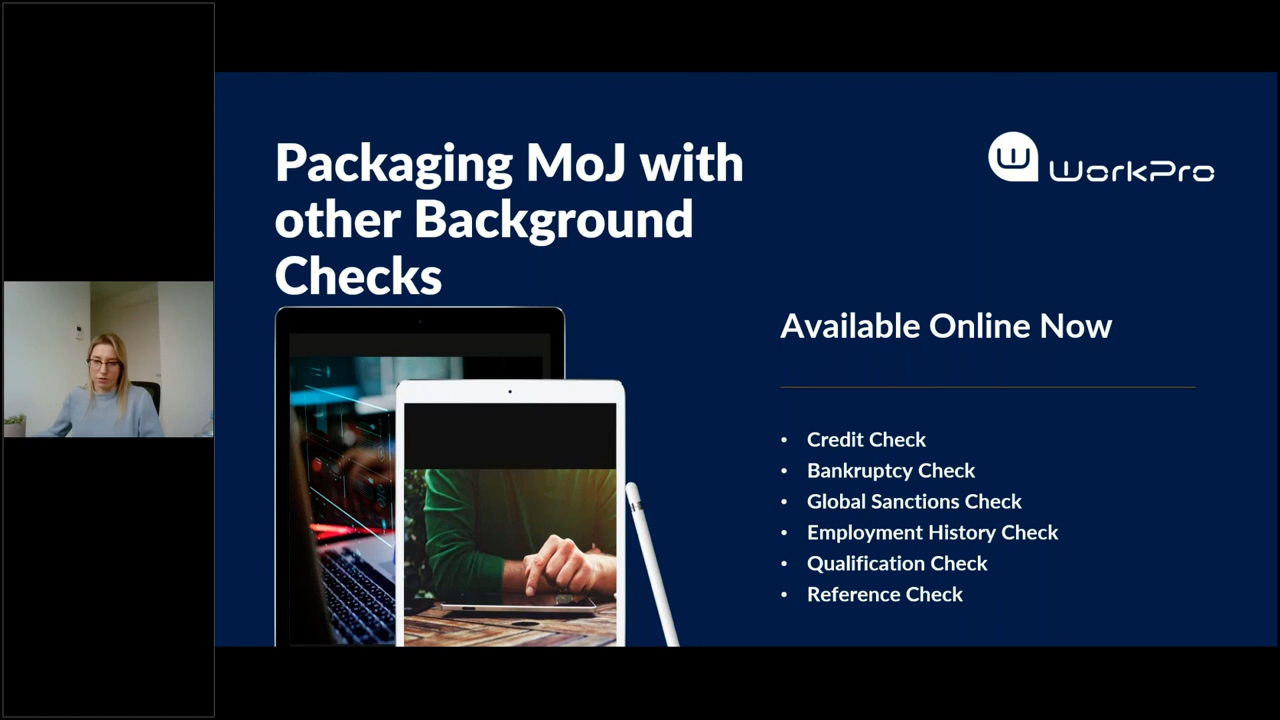 Packaging MoJ with
other Background
Checks
WorkPro
Available Online Now
• Credit Check
• Bankruptcy Check
• Global Sanctions Check
• Employment History Check
• Qualification Check
• Reference Check